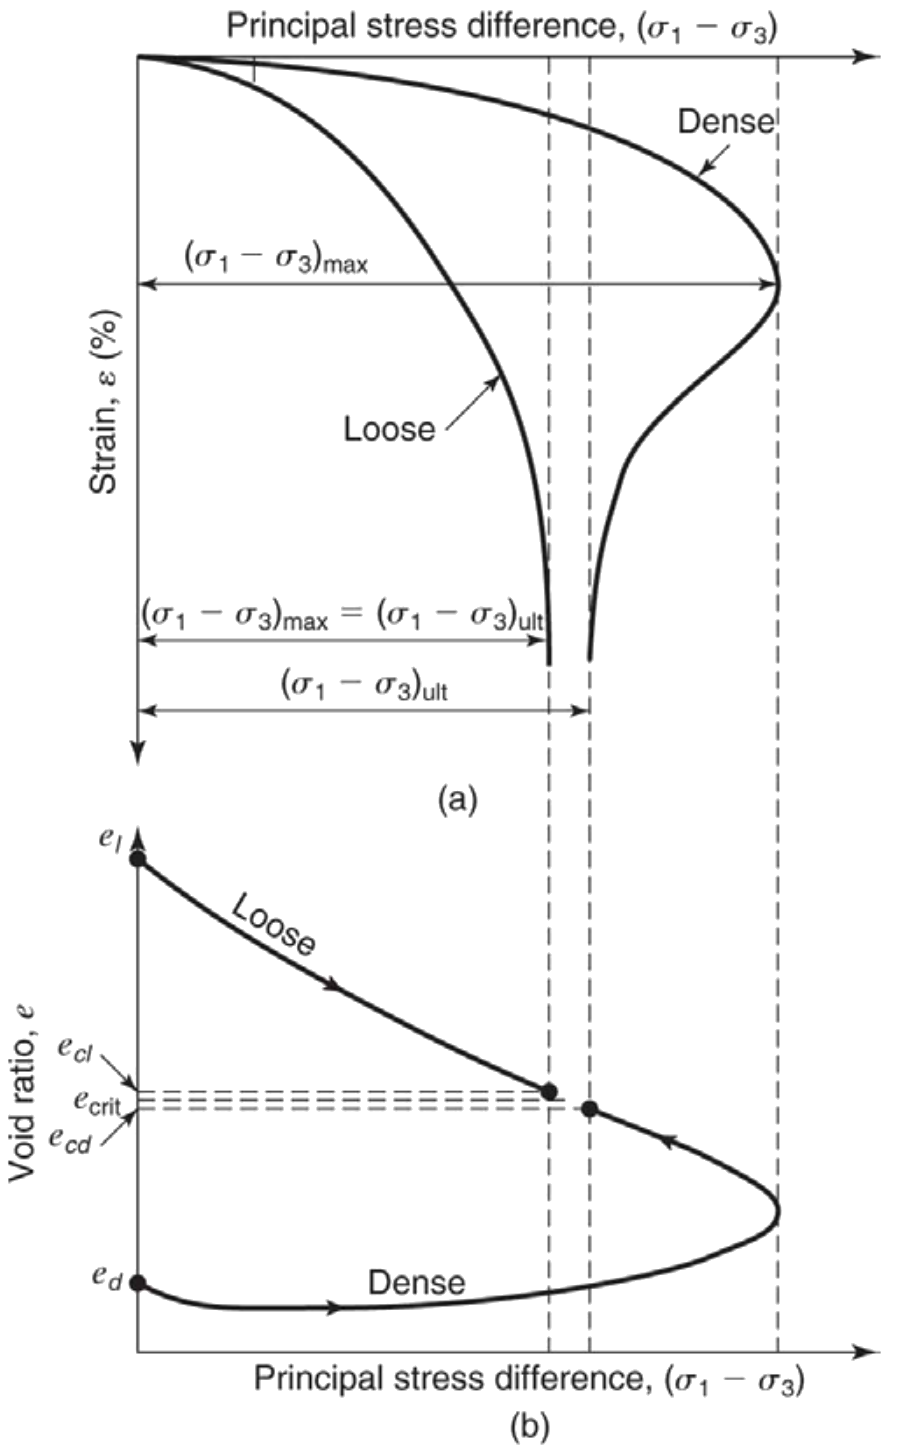 Principal stress difference, (σ₁ − σ₃)
Dense
(σ₁ − σ₃)max
Strain, ε (%)
Loose
(σ₁ − σ₃)max = (σ₁ − σ₃)ult
(σ₁ − σ₃)ult
(a)
el
Loose
Void ratio, e
ecl
ecrit
ecd
ed
Dense
Principal stress difference, (σ₁ − σ₃)
(b)